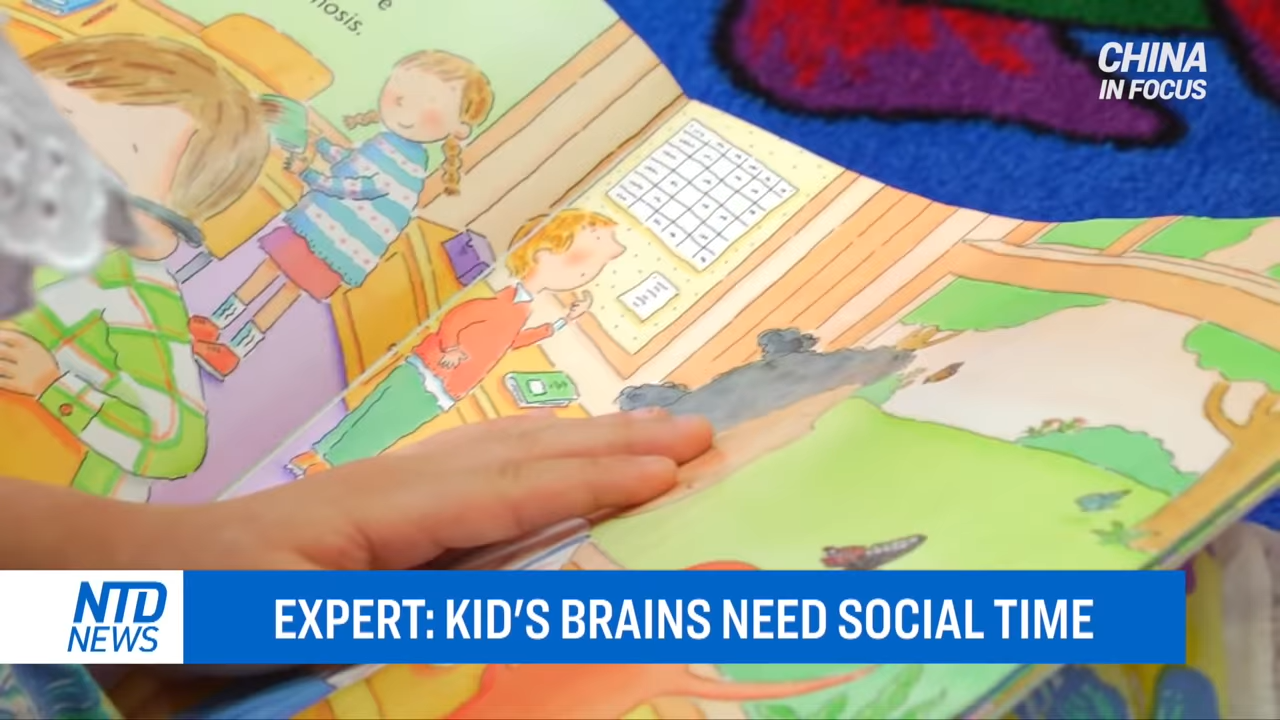 CHINA
IN FOCUS
NTD
NEWS
EXPERT: KID'S BRAINS NEED SOCIAL TIME